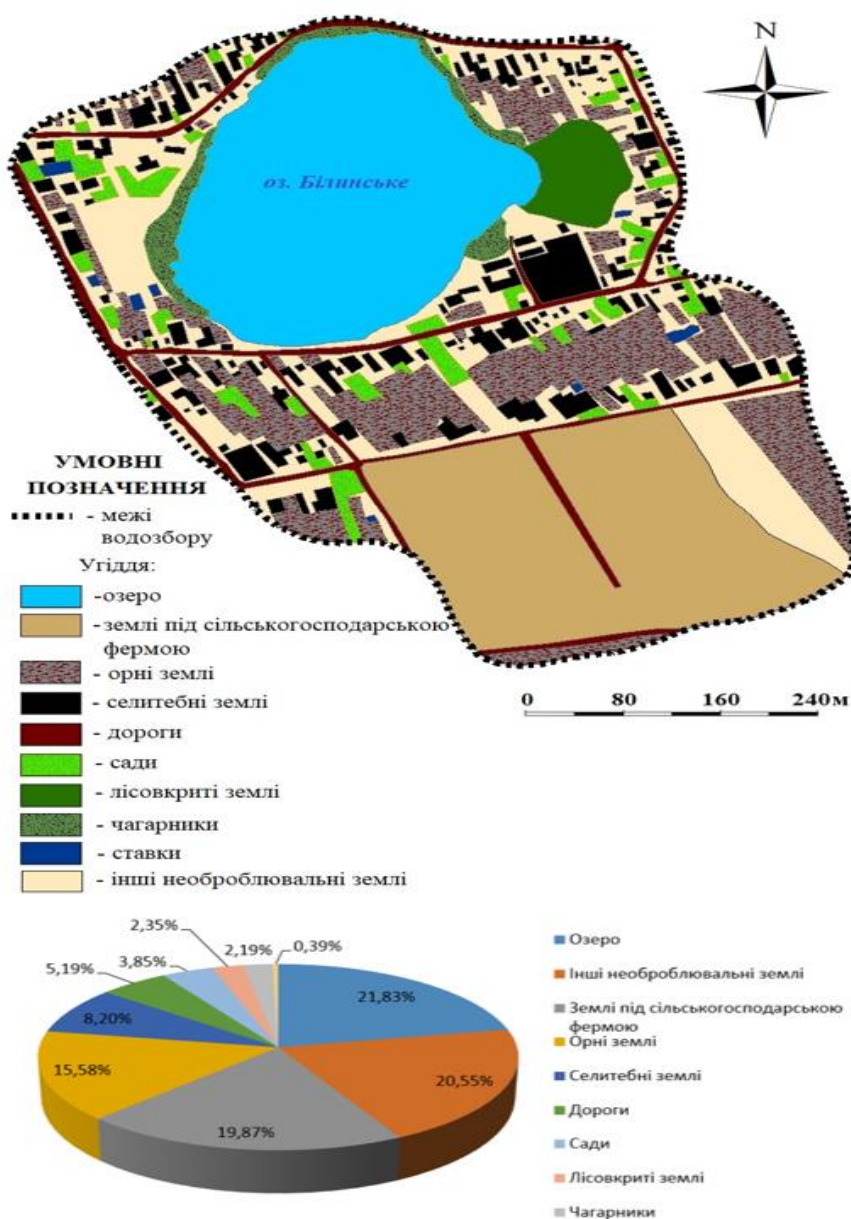 N
оз. Білинське
УМОВНІ
ПОЗНАЧЕННЯ
- межі
водозбору
Угіддя:
-озеро
-землі під сільськогосподарською
фермою
- орні землі
- селитебні землі
- дороги
- сади
- лісовкриті землі
- чагарники
- ставки
- інші необроблювальні землі
0 80 160 240м
2,35%
2,19%
0,39%
3,85%
5,19%
8,20%
21,83%
15,58%
20,55%
19,87%
Озеро
Інші необроблювальні землі
Землі під сільськогосподарською
фермою
Орні землі
Селитебні землі
Дороги
Сади
Лісовкриті землі
Чагарники